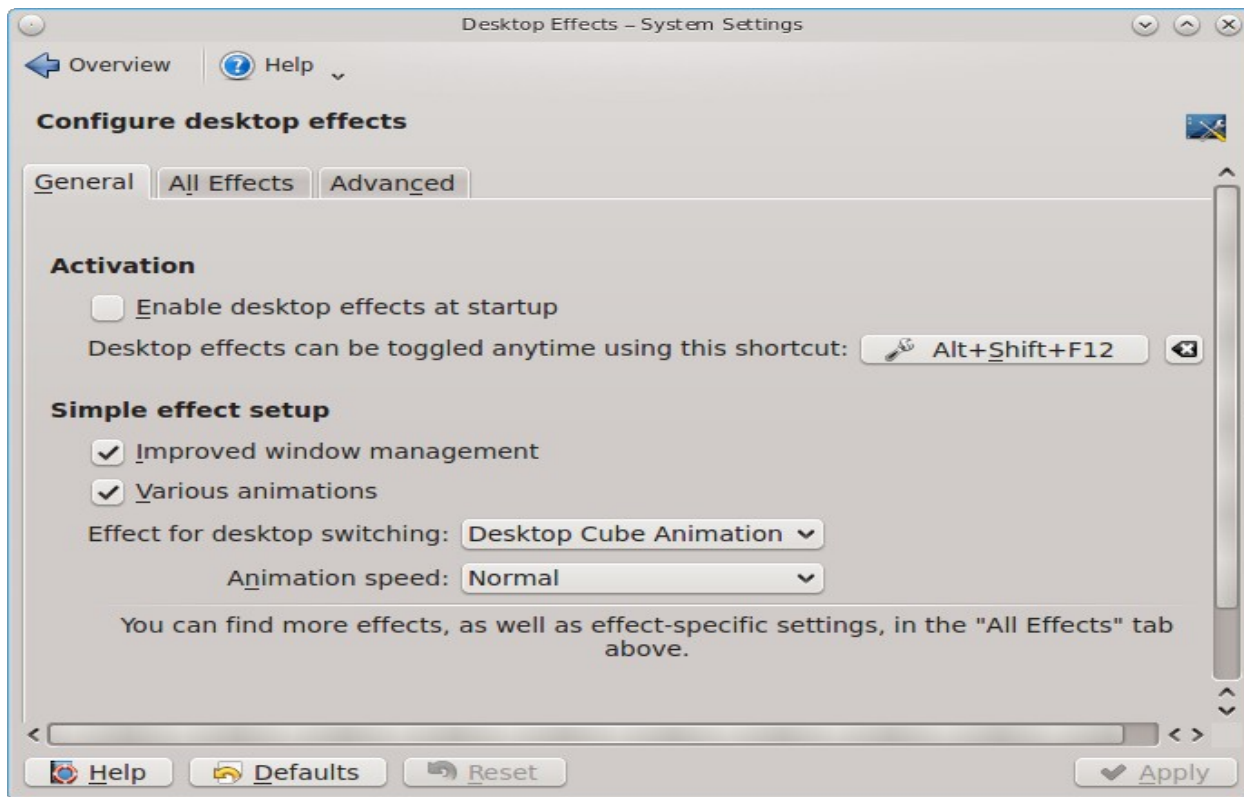 Desktop Effects – System Settings
Overview Help
Configure desktop effects
General All Effects Advanced
Activation
Enable desktop effects at startup
Desktop effects can be toggled anytime using this shortcut: Alt+Shift+F12
Simple effect setup
Improved window management
Various animations
Effect for desktop switching: Desktop Cube Animation
Animation speed: Normal
You can find more effects, as well as effect-specific settings, in the "All Effects" tab
above.
Help Defaults Reset Apply